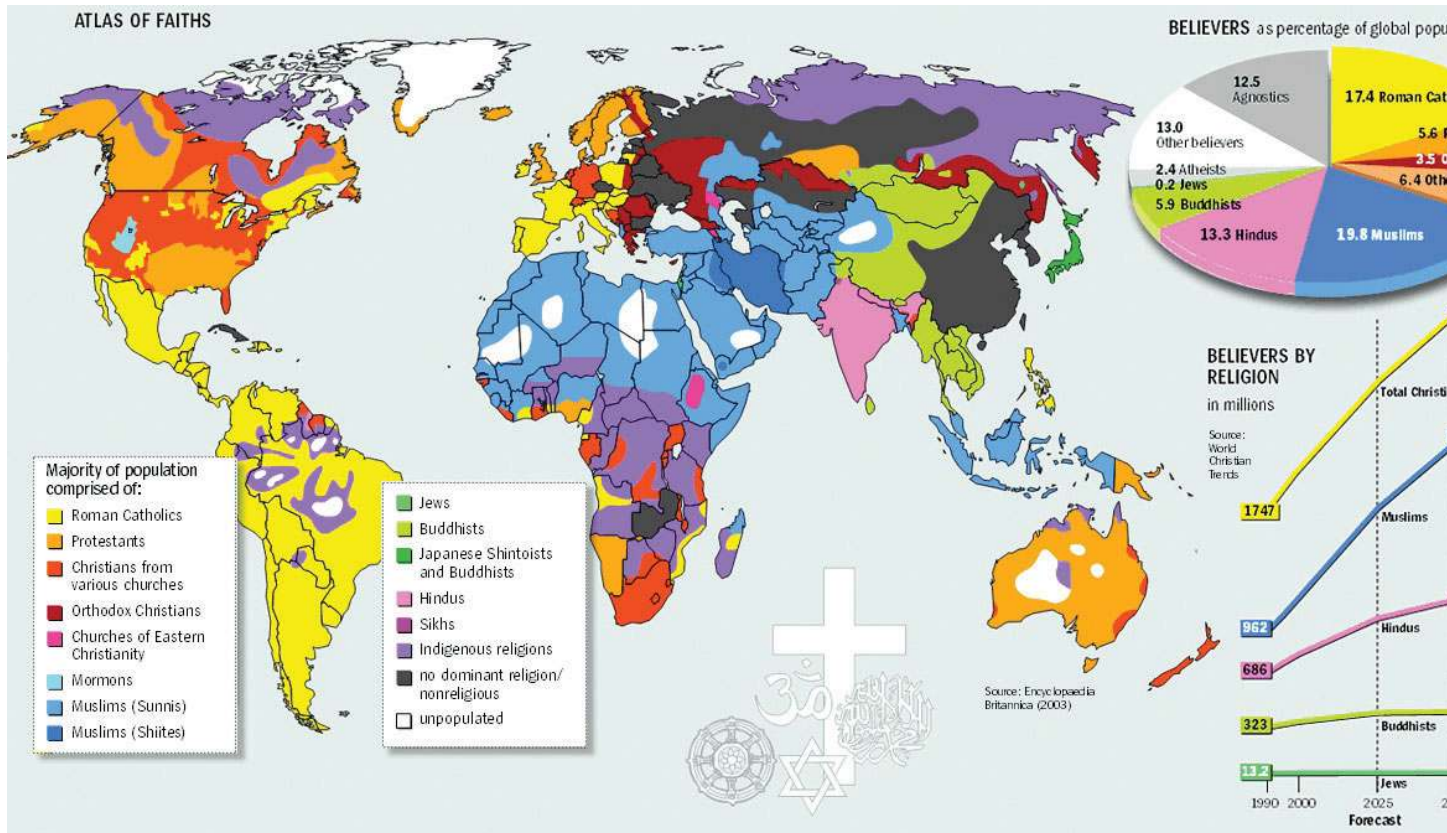 ATLAS OF FAITHS
BELIEVERS as percentage of global popu
12.5
Agnostics
17.4 Roman Cat
13.0
Other believers
5.6
3.5
2.4 Atheists
6.4 Othe
0.2 Jews
5.9 Buddhists
13.3 Hindus
19.8 Muslims
BELIEVERS BY
RELIGION
in millions
Source:
World
Christian
Trends
Total Christi
1747
Muslims
962
Hindus
686
Buddhists
323
Jews
13.2
1990 2000 2025 2
Forecast
Majority of population
comprised of:
Roman Catholics
Protestants
Christians from
various churches
Orthodox Christians
Churches of Eastern
Christianity
Mormons
Muslims (Sunnis)
Muslims (Shiites)
Jews
Buddhists
Japanese Shintoists
and Buddhists
Hindus
Sikhs
Indigenous religions
no dominant religion/
nonreligious
unpopulated
Source: Encyclopaedia
Britannica (2003)